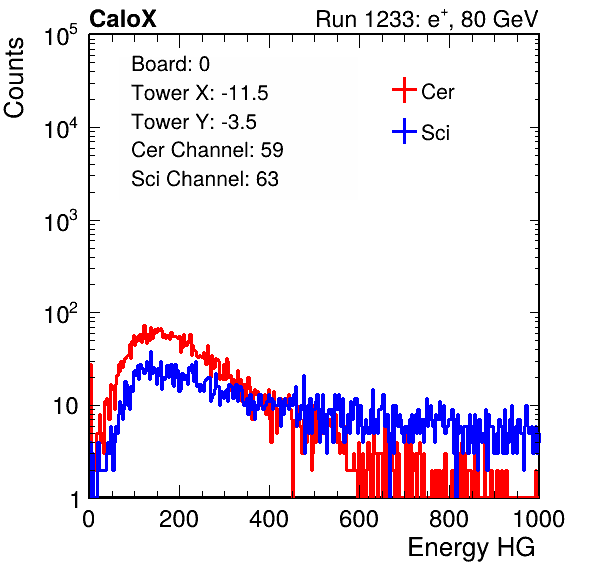 CaloX Run 1233: e⁺, 80 GeV
Counts
10⁵
10⁴
10³
10²
10
1
Board: 0
Tower X: -11.5
Tower Y: -3.5
Cer Channel: 59
Sci Channel: 63
Cer
Sci
0 200 400 600 800 1000
Energy HG